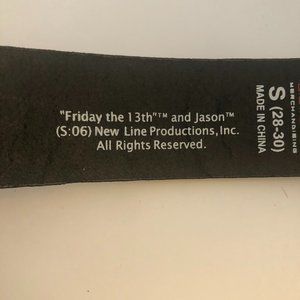 "Friday the 13th"™ and Jason™
(S:06) New Line Productions, Inc.
All Rights Reserved.
MERCHANDISING
S (28-30)
MADE IN CHINA